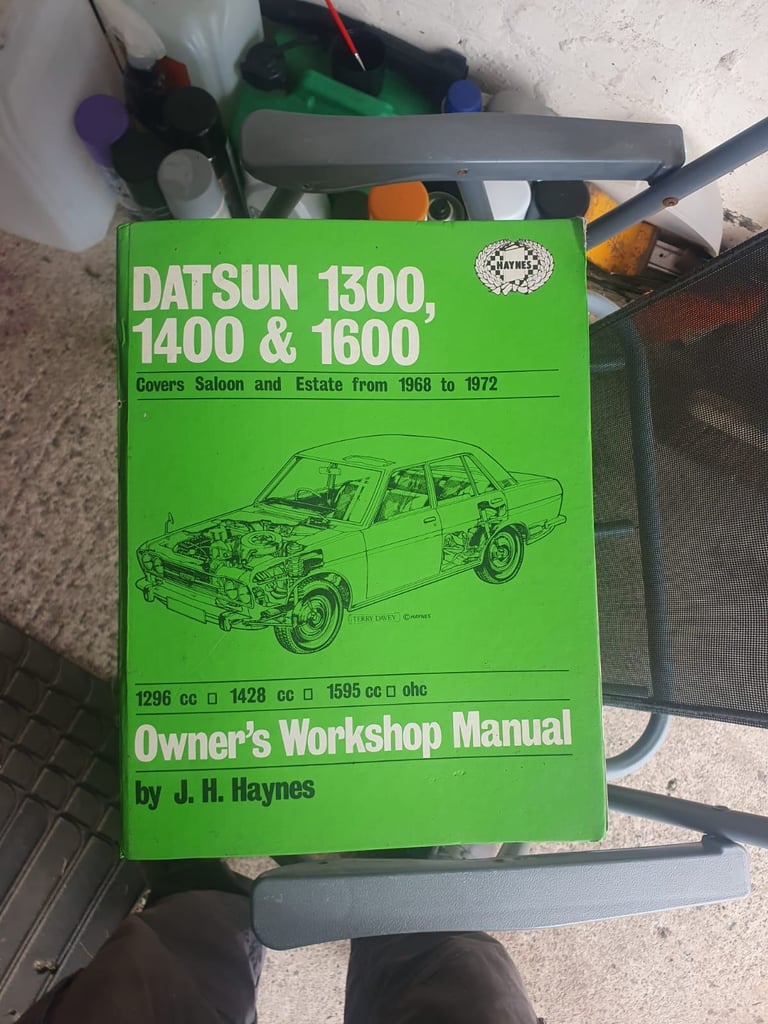 DATSUN 1300,
1400 & 1600
HAYNES
Covers Saloon and Estate from 1968 to 1972
TERRY DAVEY ©HAYNES
1296 cc □ 1428 cc □ 1595 cc □ ohc
Owner's Workshop Manual
by J. H. Haynes